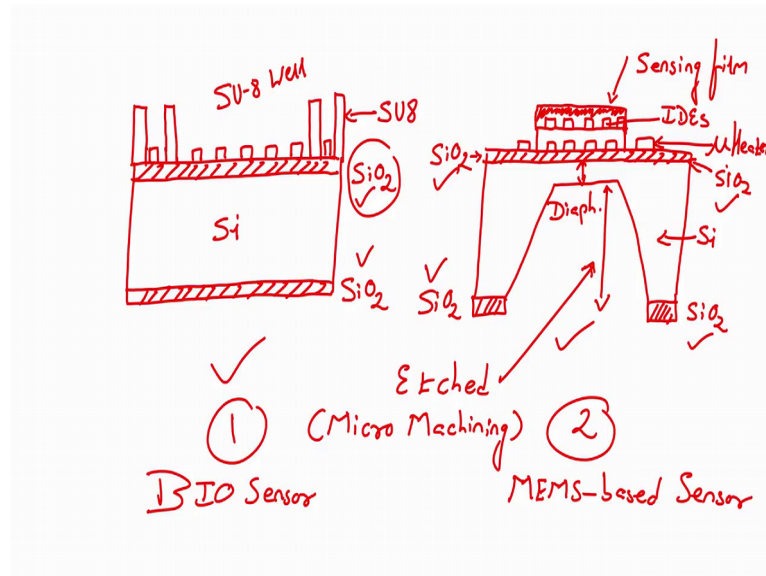 SU-8 Well
SU8
SiO2
Si
SiO2
1
BIO Sensor
Sensing film
IDEs
μHeater
SiO2
SiO2
Diaph.
Si
SiO2
SiO2
Etched
(Micro Machining)
2
MEMS-based Sensor